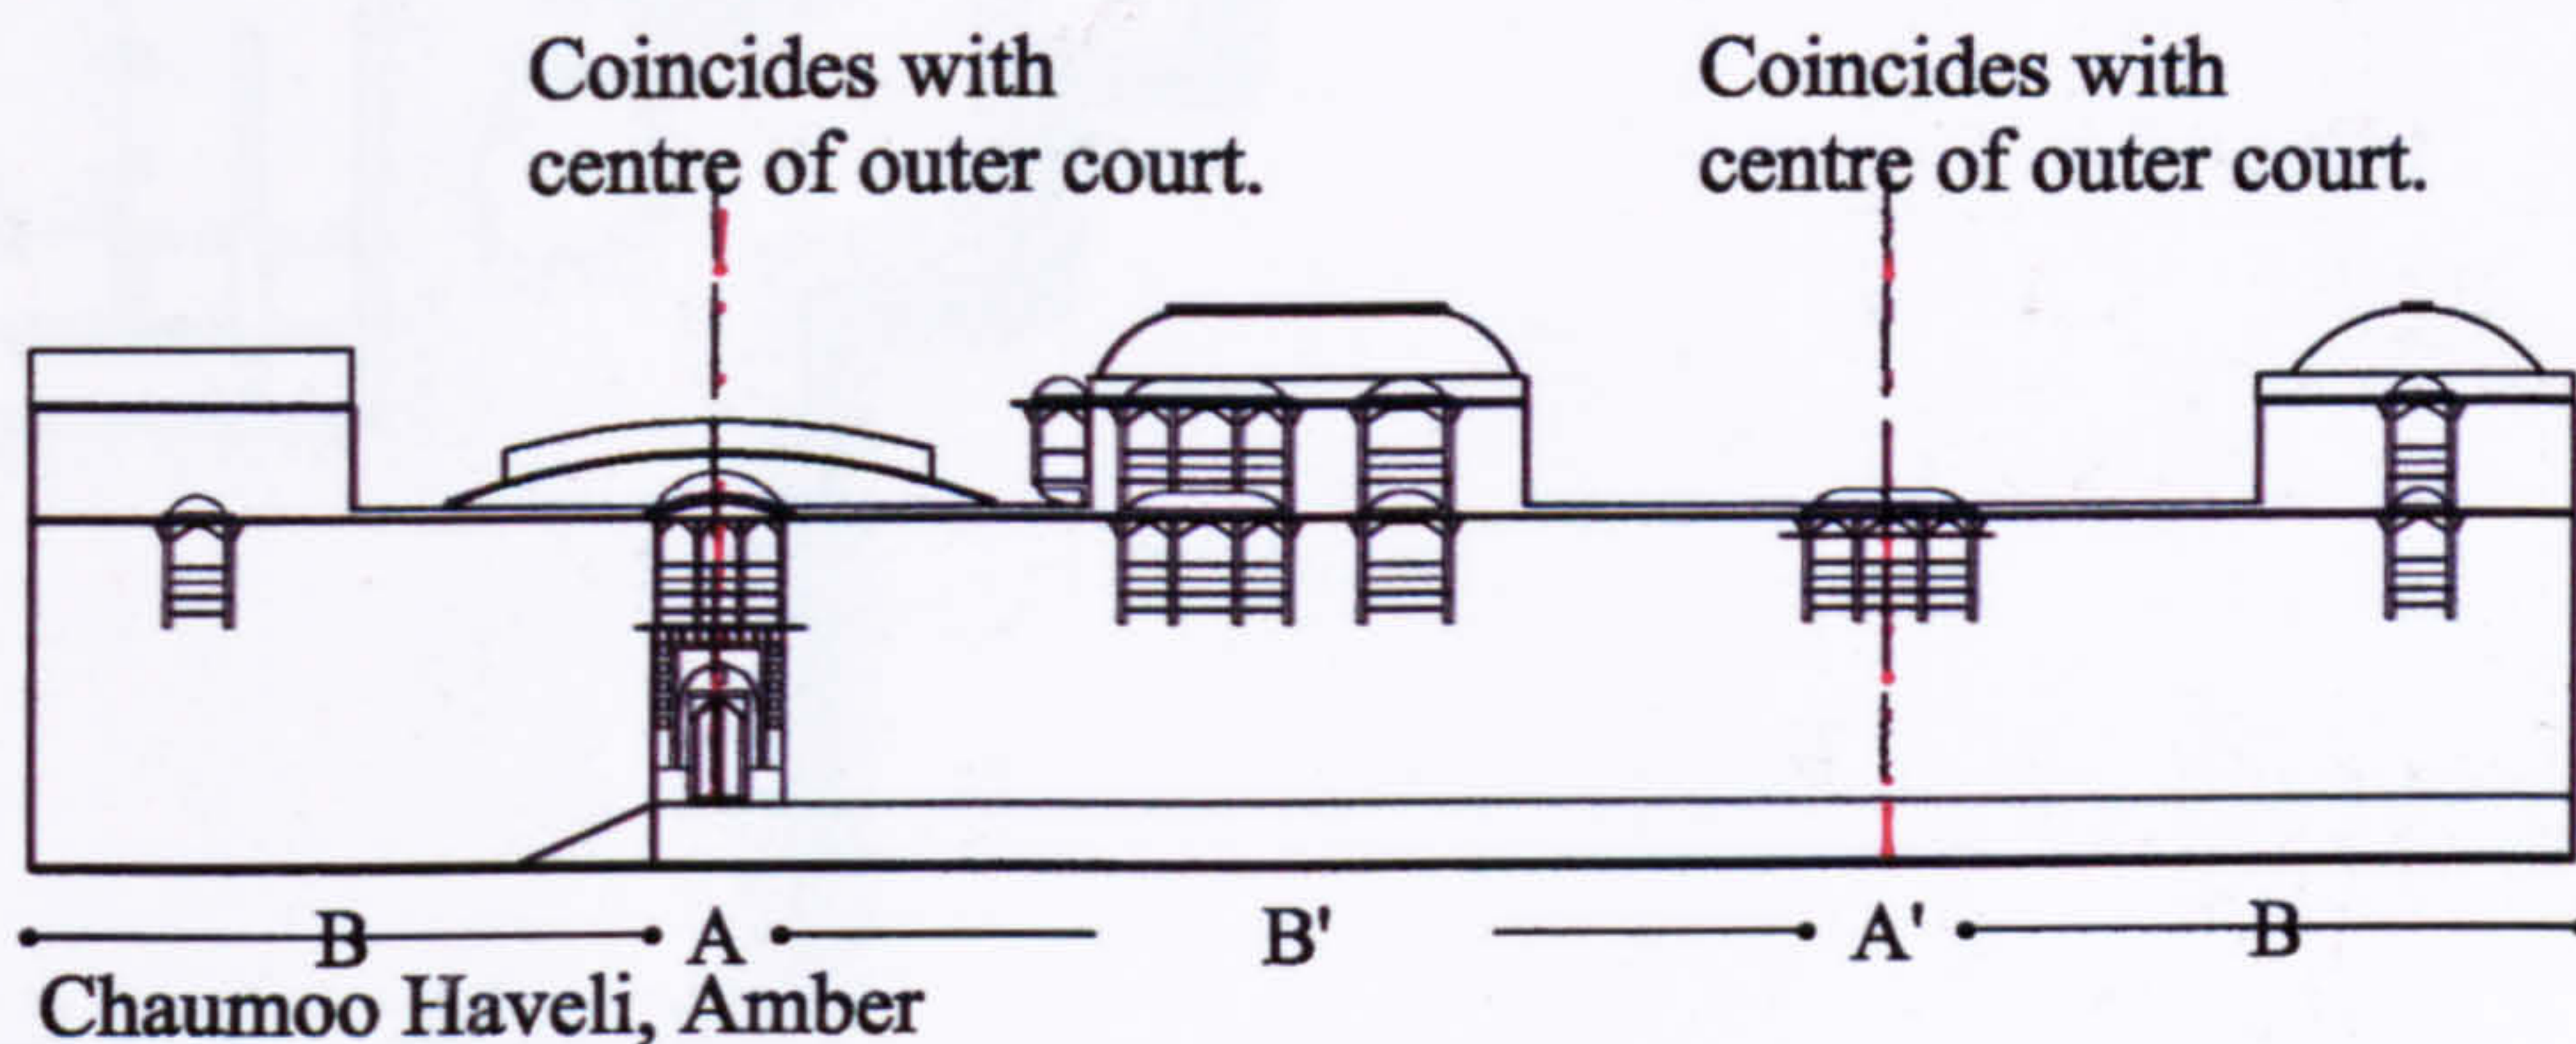 Coincides with
centre of outer court.
Coincides with
centre of outer court.
B A B' A' B
Chaumoo Haveli, Amber